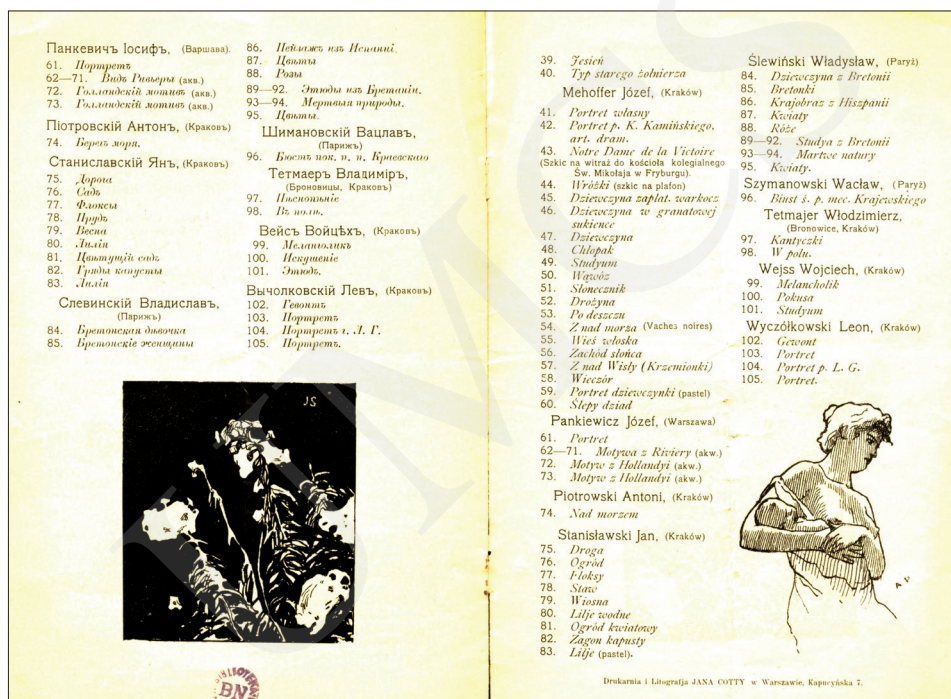 Панкевичъ Іосифъ, (Варшава).
61. Портретъ
62—71. Видъ Ривьеры (акв.)
72. Голландскій мотивъ (акв.)
73. Голландскій мотивъ (акв.)
Піотровскій Антонъ, (Краковъ)
74. Берегъ моря.
Станиславскій Янъ, (Краковъ)
75. Дорога
76. Садъ
77. Флоксы
78. Прудъ
79. Весна
80. Лиліи
81. Цвѣтущій садъ
82. Гряды капусты
83. Лиліи
Слевинскій Владиславъ,
(Парижъ)
84. Бретонская дѣвочка
85. Бретонскіе женщины
86. Пейзажъ изъ Испаніи.
87. Цвѣты
88. Розы
89—92. Этюды изъ Бретаніи.
93—94. Мертвая природы.
95. Цвѣты.
Шимановскій Вацлавъ,
(Парижъ)
96. Бюстъ пок. п. п. Краевскаго
Тетмаеръ Владиміръ,
(Броновицы, Краковъ)
97. Пѣснопѣніе
98. Въ полѣ.
Вейсъ Войцѣхъ, (Краковъ)
99. Меланхоликъ
100. Искушеніе
101. Этюдъ.
Вычолковскій Левъ, (Краковъ)
102. Гевонтъ
103. Портретъ
104. Портретъ г. Л. Г.
105. Портретъ.
JS
BIBLIOTEKA
BN
39. Jesień
40. Typ starego żołnierza
Mehoffer Józef, (Kraków)
41. Portret własny
42. Portret p. K. Kamińskiego,
art. dram.
43. Notre Dame de la Victoire
(Szkic na witraż do kościoła kolegialnego
Św. Mikołaja w Fryburgu).
44. Wróżki (szkic na plafon)
45. Dziewczyna zaplat. warkocz
46. Dziewczyna w granatowej
sukience
47. Dziewczyna
48. Chłopak
49. Studyum
50. Wąwóz
51. Słonecznik
52. Drożyna
53. Po deszczu
54. Z nad morza (Vaches noires)
55. Wieś włoska
56. Zachód słońca
57. Z nad Wisły (Krzemionki)
58. Wieczór
59. Portret dziewczynki (pastel)
60. Ślepy dziad
Pankiewicz Józef, (Warszawa)
61. Portret
62—71. Motywa z Riviery (akw.)
72. Motyw z Hollandyi (akw.)
73. Motyw z Hollandyi (akw.)
Piotrowski Antoni, (Kraków)
74. Nad morzem
Stanisławski Jan, (Kraków)
75. Droga
76. Ogród
77. Floksy
78. Staw
79. Wiosna
80. Lilje wodne
81. Ogród kwiatowy
82. Zagon kapusty
83. Lilje (pastel).
Ślewiński Władysław, (Paryż)
84. Dziewczyna z Bretonii
85. Bretonki
86. Krajobraz z Hiszpanii
87. Kwiaty
88. Róże
89—92. Studya z Bretonii
93—94. Martwe natury
95. Kwiaty.
Szymanowski Wacław, (Paryż)
96. Biust ś. p. mec. Krajewskiego
Tetmajer Włodzimierz,
(Bronowice, Kraków)
97. Kantyczki
98. W polu.
Wejss Wojciech, (Kraków)
99. Melancholik
100. Pokusa
101. Studyum
Wyczółkowski Leon, (Kraków)
102. Gewont
103. Portret
104. Portret p. L. G.
105. Portret.
A. P.
Drukarnia i Litografja JANA COTTY w Warszawie, Kapucyńska 7.
UMCS